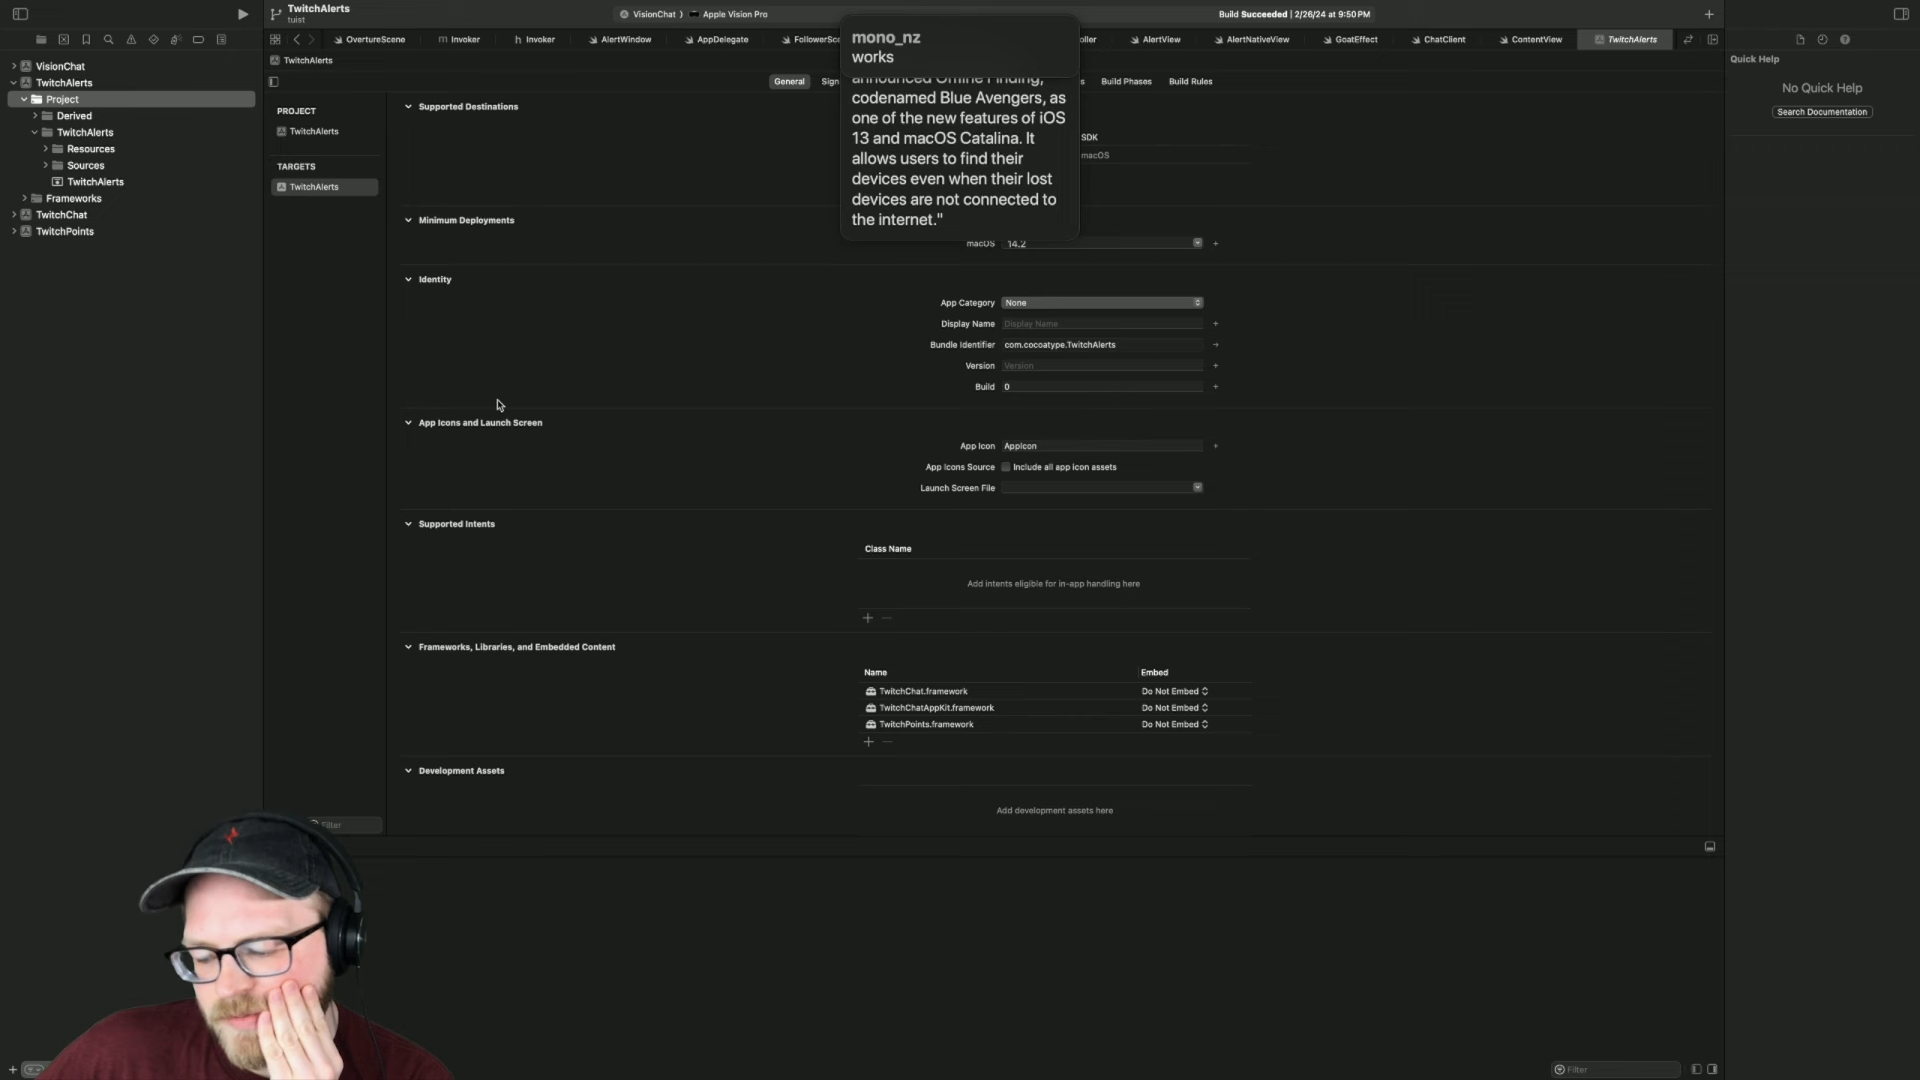 TwitchAlerts
tuist
VisionChat
Apple Vision Pro
Build Succeeded | 2/26/24 at 9:50 PM
OvertureScene
Invoker
Invoker
AlertWindow
AppDelegate
AlertView
AlertNativeView
GoatEffect
ChatClient
ContentView
TwitchAlerts
TwitchAlerts
mono_nz
works
announced Offline Finding,
codenamed Blue Avengers, as
one of the new features of iOS
13 and macOS Catalina. It
allows users to find their
devices even when their lost
devices are not connected to
the internet."
VisionChat
TwitchAlerts
Project
Derived
TwitchAlerts
Resources
Sources
TwitchAlerts
Frameworks
TwitchChat
TwitchPoints
General
Build Phases
Build Rules
PROJECT
TwitchAlerts
TARGETS
TwitchAlerts
Filter
Supported Destinations
SDK
macOS
Minimum Deployments
macOS 14.2
Identity
App Category None
Display Name Display Name
Bundle Identifier com.cocoatype.TwitchAlerts
Version Version
Build 0
App Icons and Launch Screen
App Icon AppIcon
App Icons Source Include all app icon assets
Launch Screen File
Supported Intents
Class Name
Add intents eligible for in-app handling here
Frameworks, Libraries, and Embedded Content
Name Embed
TwitchChat.framework Do Not Embed
TwitchChatAppKit.framework Do Not Embed
TwitchPoints.framework Do Not Embed
Development Assets
Add development assets here
Quick Help
No Quick Help
Search Documentation
Filter